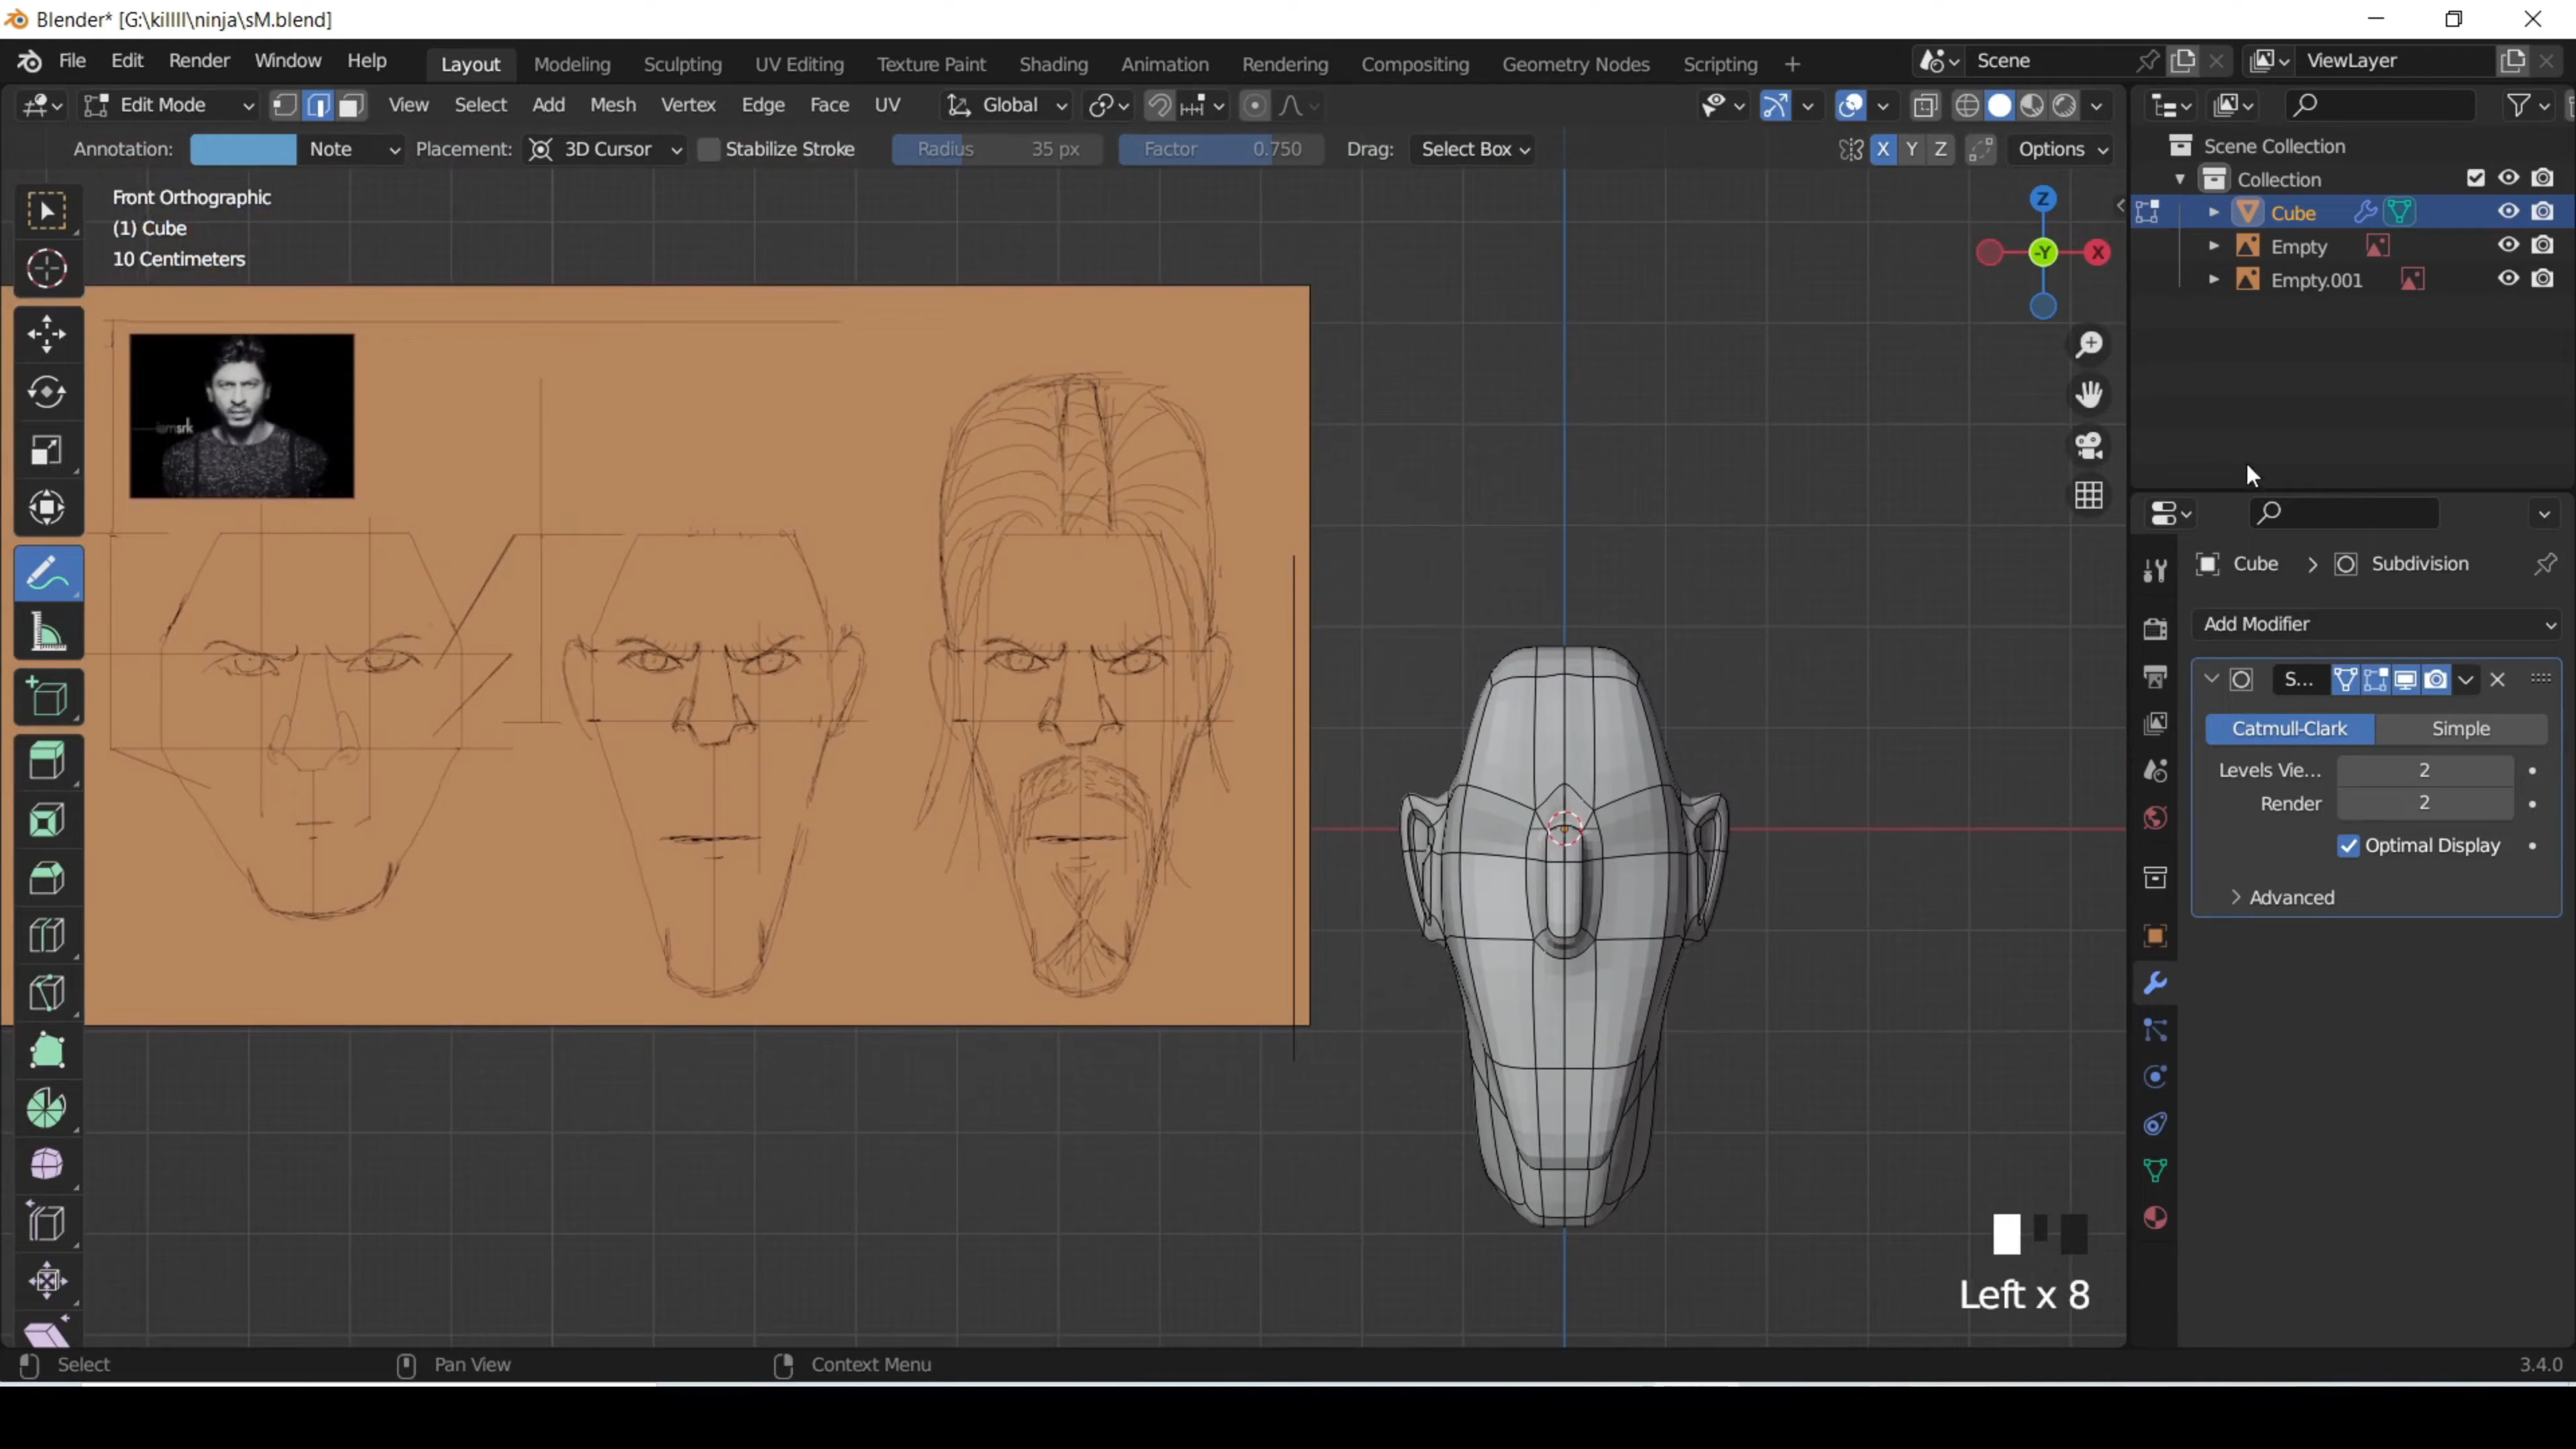 Blender* [G:\killll\ninja\sM.blend]
File Edit Render Window Help Layout Modeling Sculpting UV Editing Texture Paint Shading Animation Rendering Compositing Geometry Nodes Scripting + Scene ViewLayer
Edit Mode View Select Add Mesh Vertex Edge Face UV Global
Annotation: Note Placement: 3D Cursor Stabilize Stroke Radius 35 px Factor 0.750 Drag: Select Box X Y Z Options
Front Orthographic
(1) Cube
10 Centimeters
Z
-Y X
iamsrk
Left x 8
Scene Collection
Collection
Cube
Empty
Empty.001
Cube > Subdivision
Add Modifier
S...
Catmull-Clark Simple
Levels Vie... 2
Render 2
Optimal Display
Advanced
Select Pan View Context Menu 3.4.0